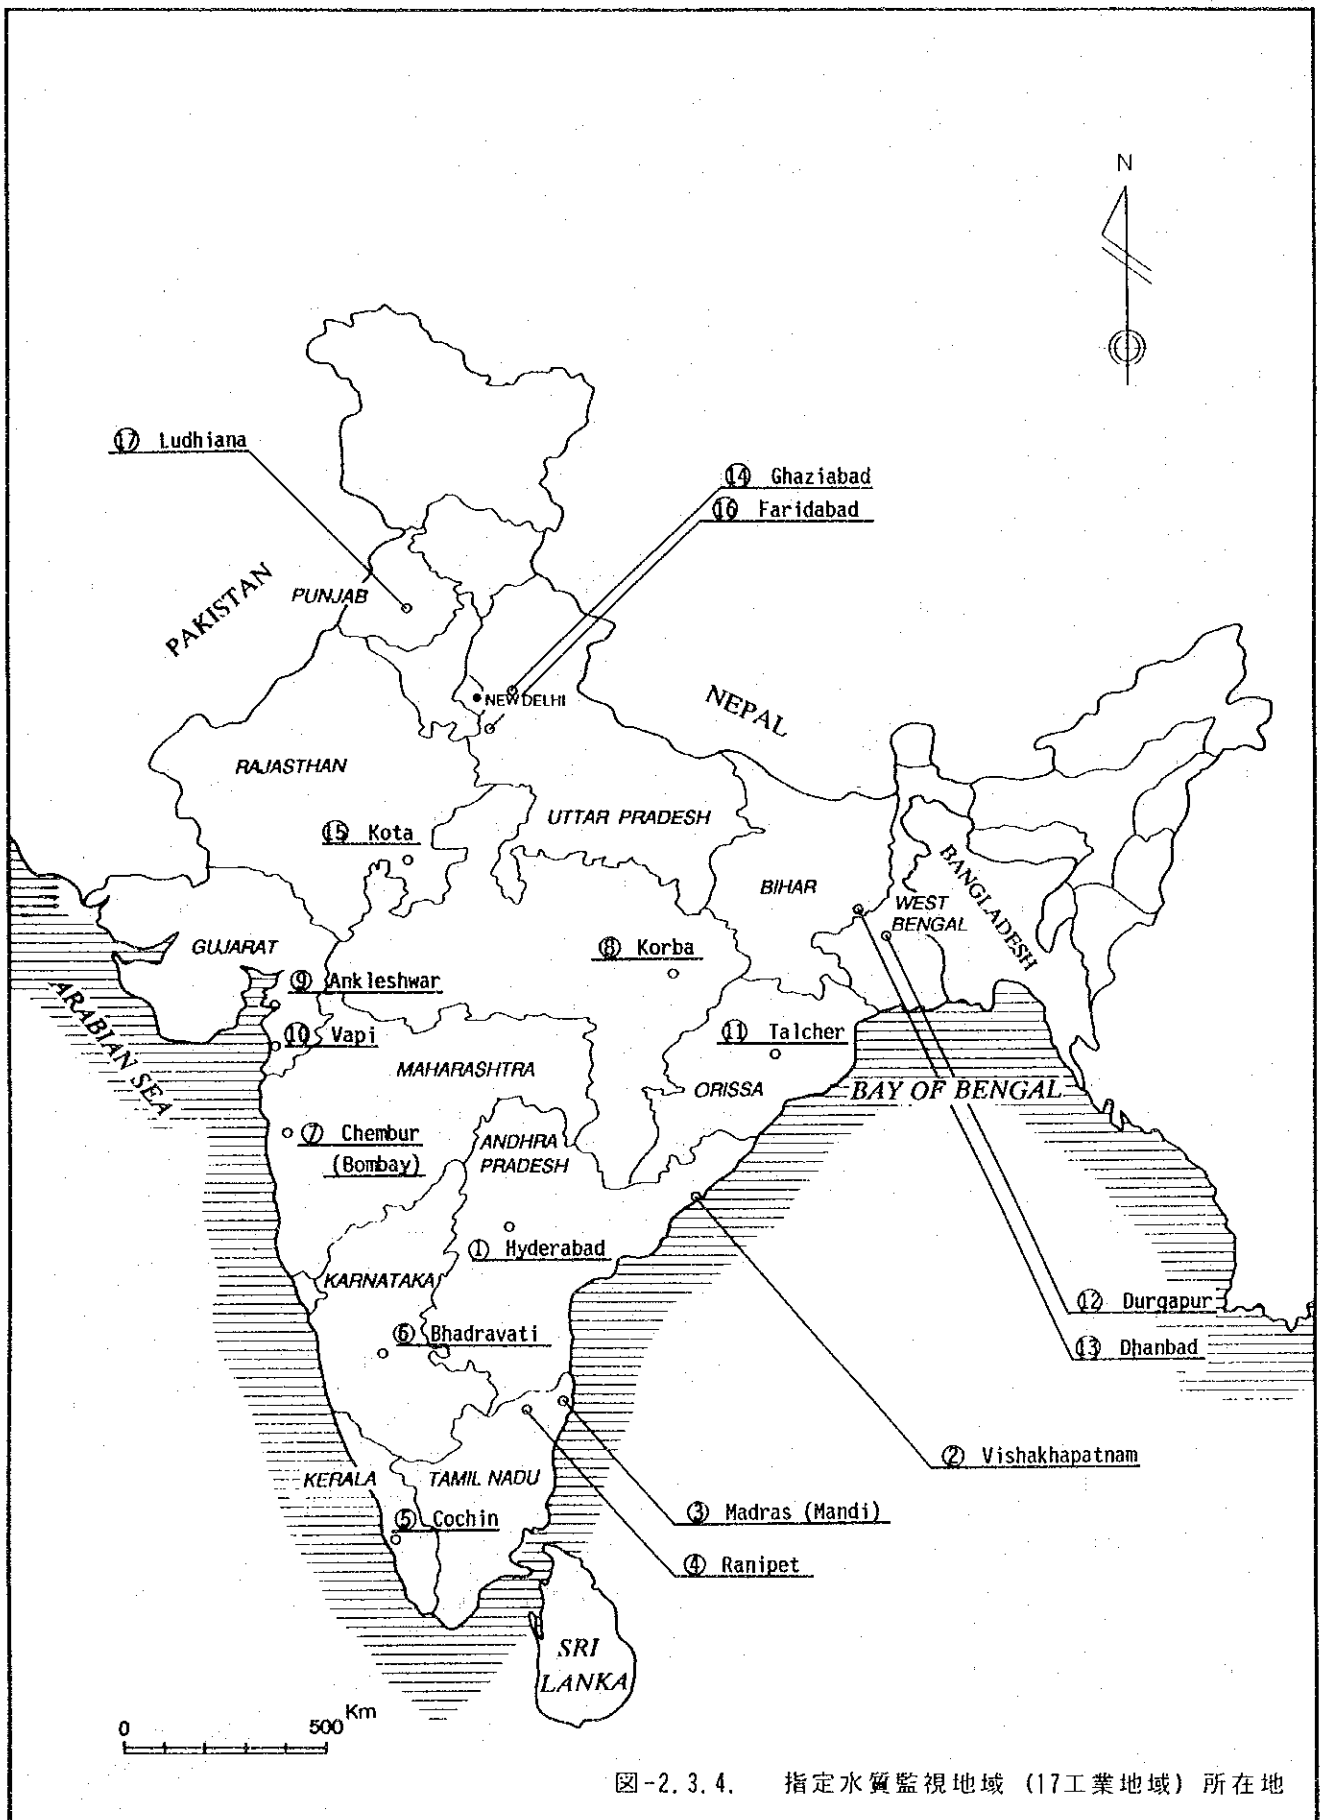 N
⑰ Ludhiana
⑭ Ghaziabad
⑯ Faridabad
PAKISTAN
PUNJAB
NEW DELHI
NEPAL
RAJASTHAN
UTTAR PRADESH
⑮ Kota
BANGLADESH
BIHAR
WEST
BENGAL
GUJARAT
⑧ Korba
⑨ Ankleshwar
ARABIAN SEA
⑩ Vapi
⑪ Talcher
MAHARASHTRA
ORISSA
BAY OF BENGAL
⑦ Chembur
(Bombay)
ANDHRA
PRADESH
① Hyderabad
KARNATAKA
⑫ Durgapur
⑥ Bhadravati
⑬ Dhanbad
② Vishakhapatnam
KERALA
TAMIL NADU
③ Madras (Mandi)
⑤ Cochin
④ Ranipet
SRI
LANKA
0 500 Km
図-2.3.4. 指定水質監視地域 (17工業地域) 所在地